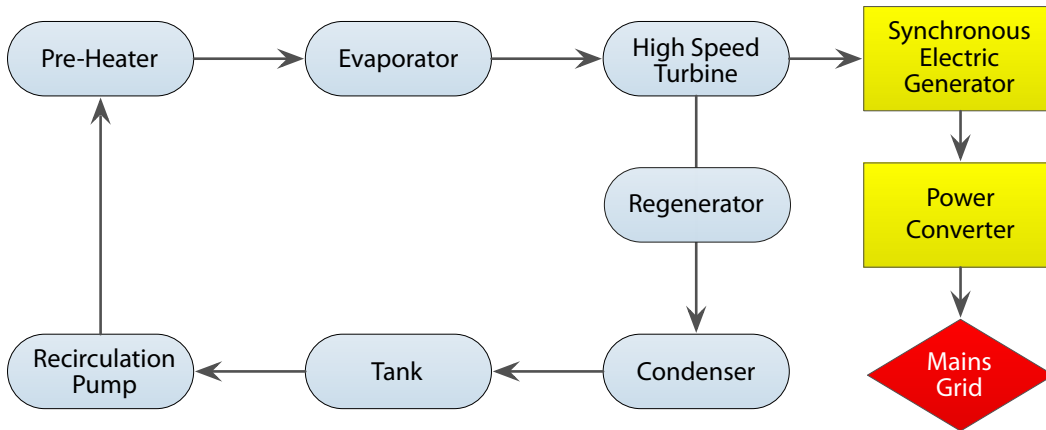 Pre-Heater
Evaporator
High Speed
Turbine
Synchronous
Electric
Generator
Regenerator
Power
Converter
Recirculation
Pump
Tank
Condenser
Mains
Grid